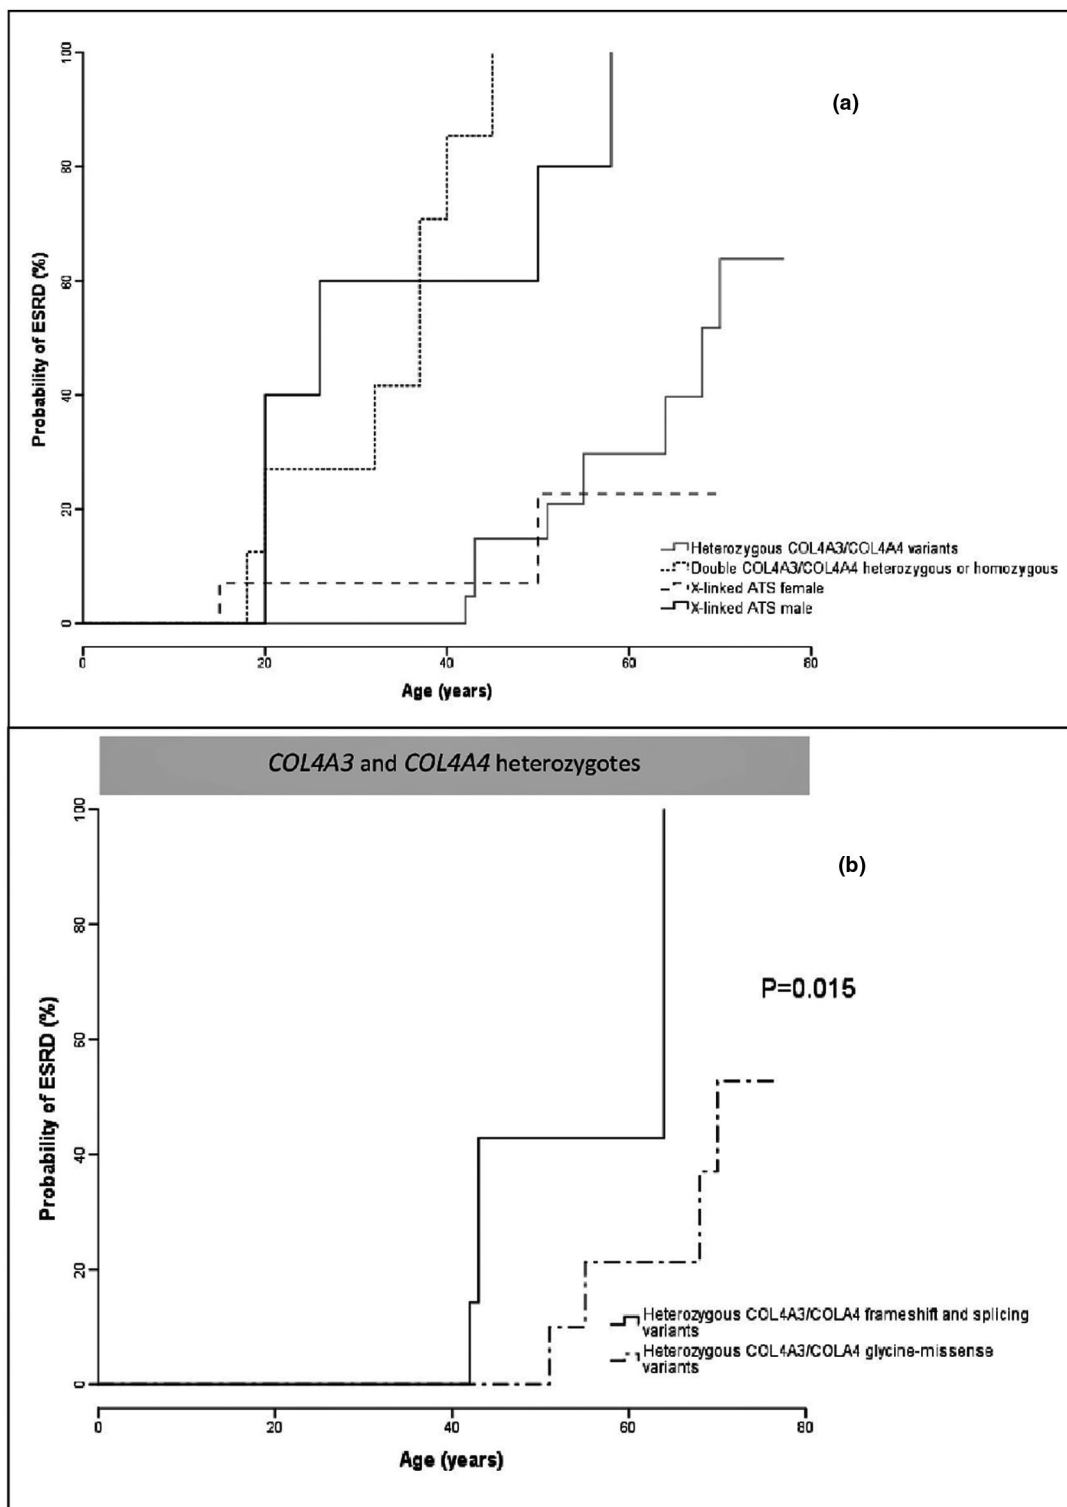 (a)
Probability of ESRD (%)
100
80
60
40
20
0
Heterozygous COL4A3/COL4A4 variants
Double COL4A3/COL4A4 heterozygous or homozygous
X-linked ATS female
X-linked ATS male
0 20 40 60 80
Age (years)
COL4A3 and COL4A4 heterozygotes
(b)
P=0.015
Probability of ESRD (%)
100
80
60
40
20
0
Heterozygous COL4A3/COLA4 frameshift and splicing
variants
Heterozygous COL4A3/COLA4 glycine-missense
variants
0 20 40 60 80
Age (years)